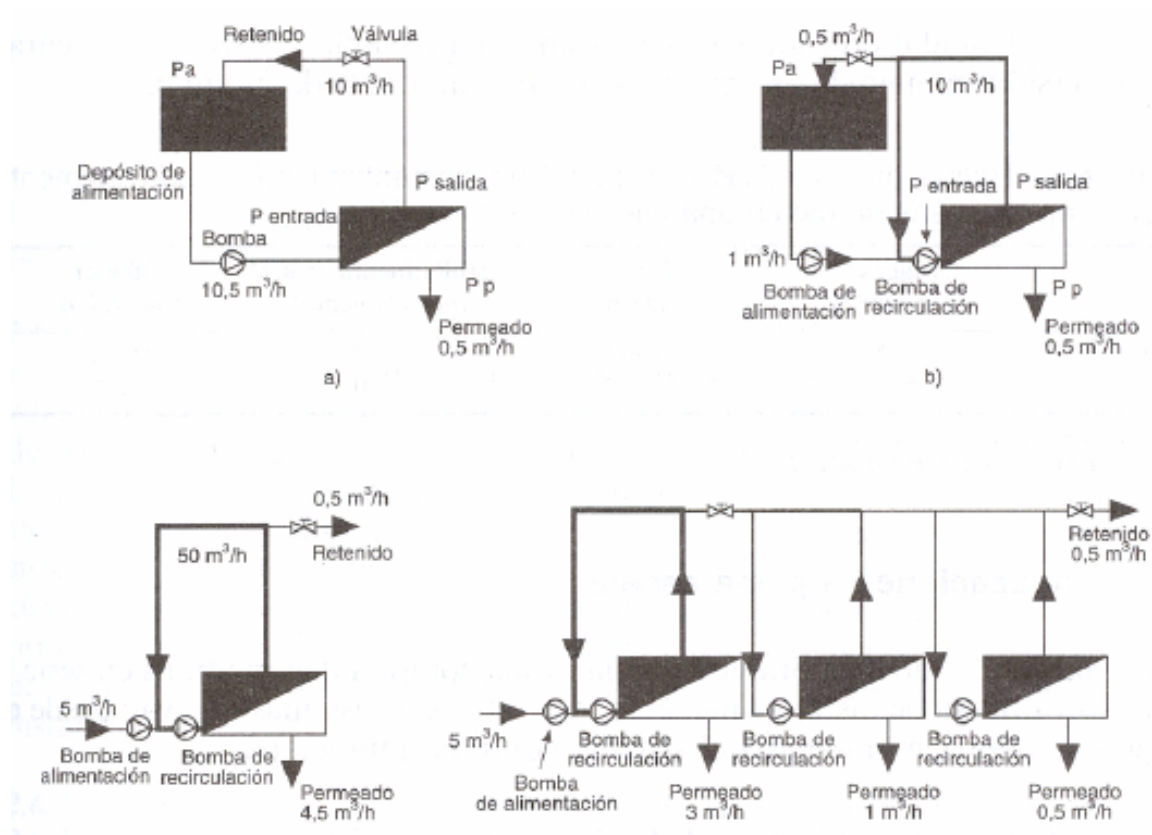 Retenido
Válvula
Pa
10 m³/h
Depósito de
alimentación
P salida
P entrada
Bomba
10,5 m³/h
P p
Permeado
0,5 m³/h
a)
0,5 m³/h
Pa
10 m³/h
P entrada
P salida
1 m³/h
Bomba de
alimentación
Bomba de
recirculación
P p
Permeado
0,5 m³/h
b)
0,5 m³/h
50 m³/h
Retenido
5 m³/h
Bomba de
alimentación
Bomba de
recirculación
Permeado
4,5 m³/h
Retenido
0,5 m³/h
5 m³/h
Bomba
de alimentación
Bomba de
recirculación
Bomba de
recirculación
Bomba de
recirculación
Permeado
3 m³/h
Permeado
1 m³/h
Permeado
0,5 m³/h